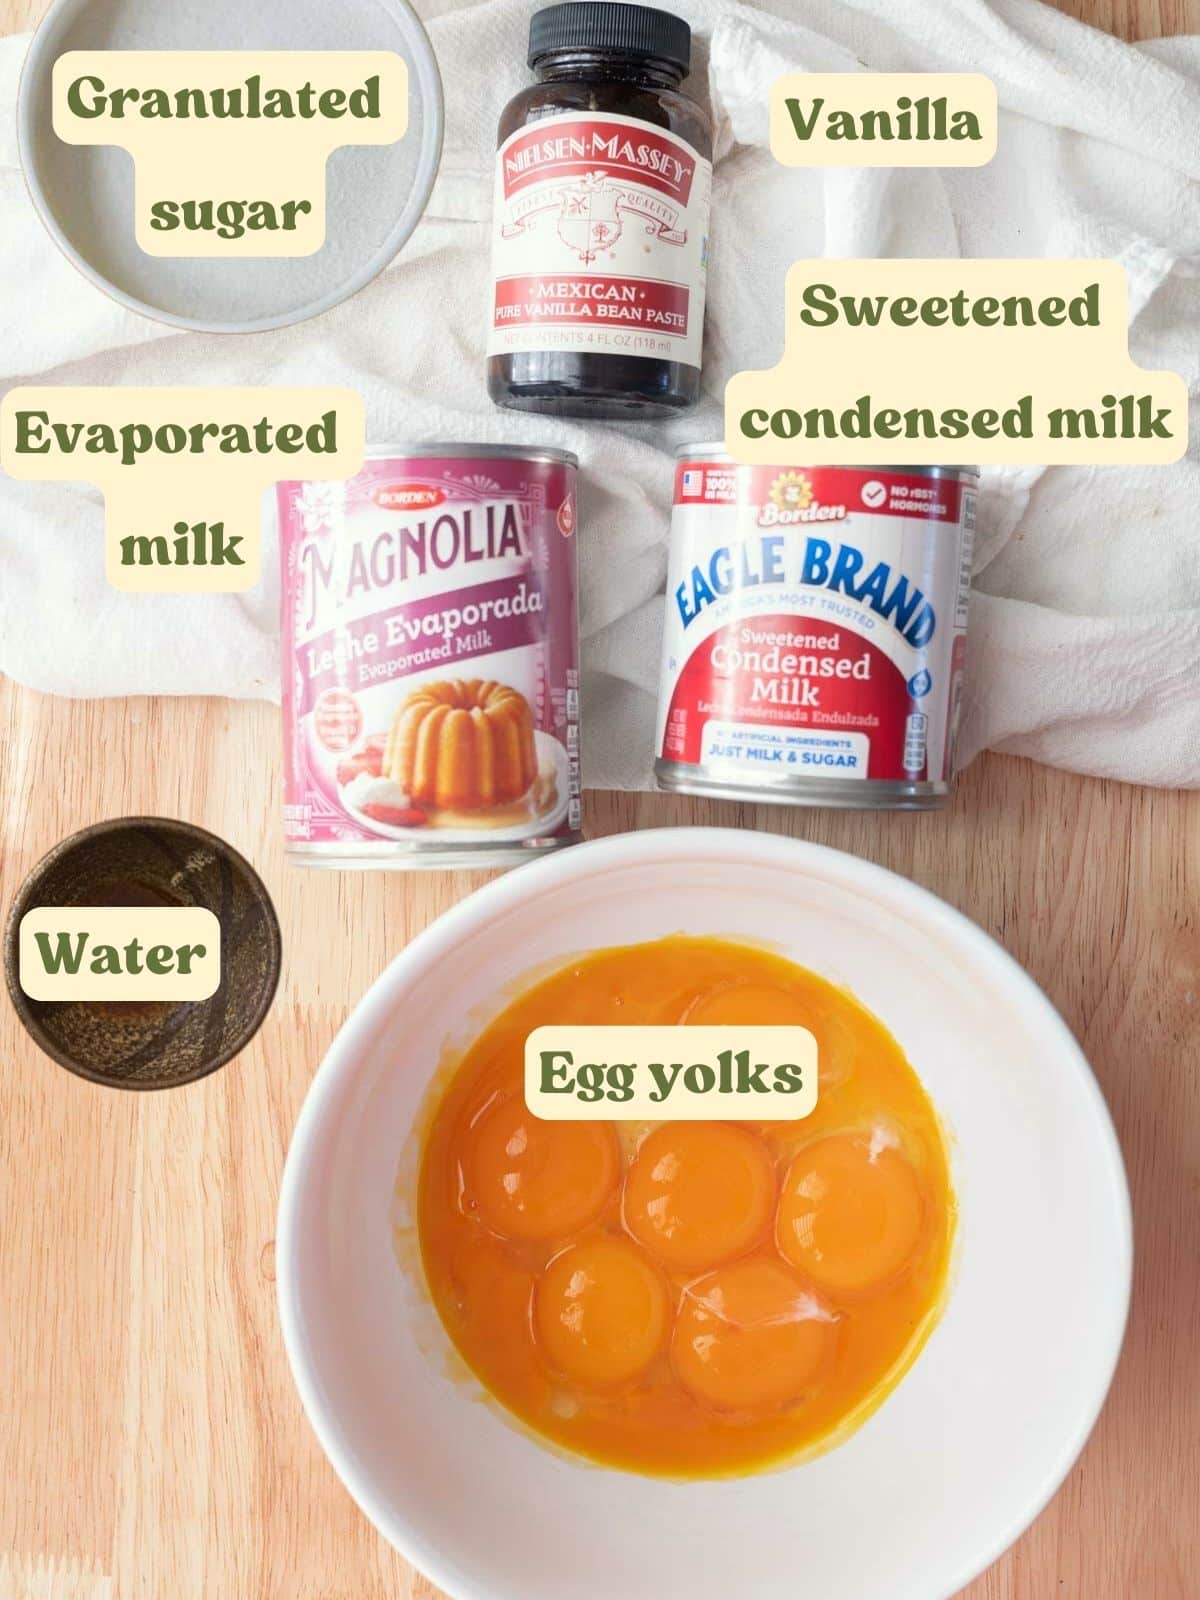 Granulated
sugar
Vanilla
NIELSEN·MASSEY
FINEST QUALITY
·MEXICAN·
PURE VANILLA BEAN PASTE
NET CONTENTS 4 FL OZ (118 ml)
Sweetened
condensed milk
Evaporated
milk
BORDEN
MAGNOLIA
Leche Evaporada
Evaporated Milk
100%
Borden
NO rBST*
HORMONES
EAGLE BRAND
AMERICA'S MOST TRUSTED
Sweetened
Condensed
Milk
Leche Condensada Endulzada
ARTIFICIAL INGREDIENTS
JUST MILK & SUGAR
Water
Egg yolks